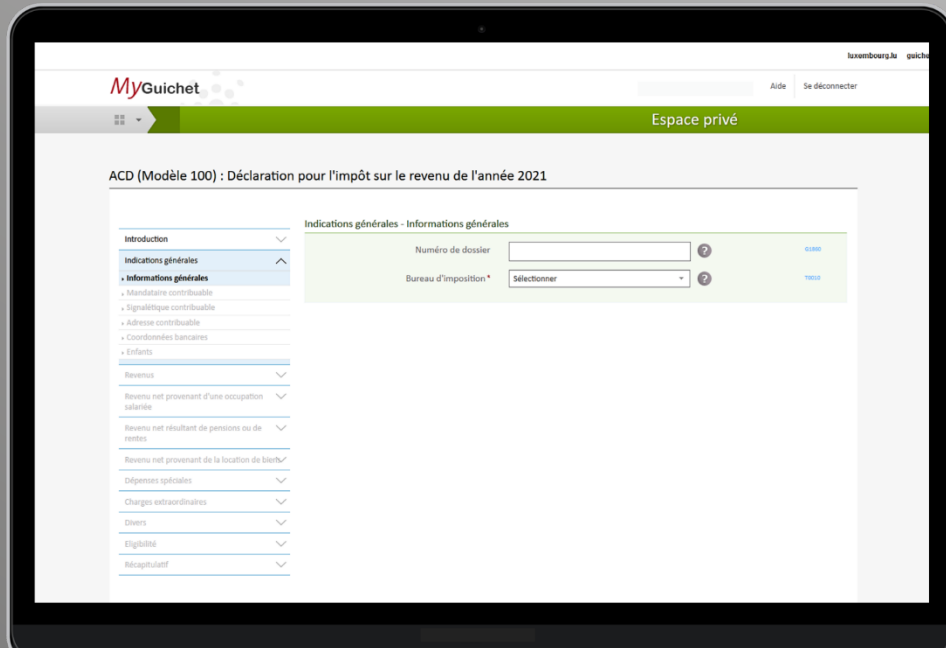 luxembourg.lu guiche
MyGuichet
Aide
Se déconnecter
Espace privé
ACD (Modèle 100) : Déclaration pour l'impôt sur le revenu de l'année 2021
Introduction
Indications générales
Informations générales
Mandataire contribuable
Signalétique contribuable
Adresse contribuable
Coordonnées bancaires
Enfants
Revenus
Revenu net provenant d'une occupation
salariée
Revenu net résultant de pensions ou de
rentes
Revenu net provenant de la location de biens
Dépenses spéciales
Charges extraordinaires
Divers
Eligibilité
Récapitulatif
Indications générales - Informations générales
Numéro de dossier
?
Bureau d'imposition*
Sélectionner
?